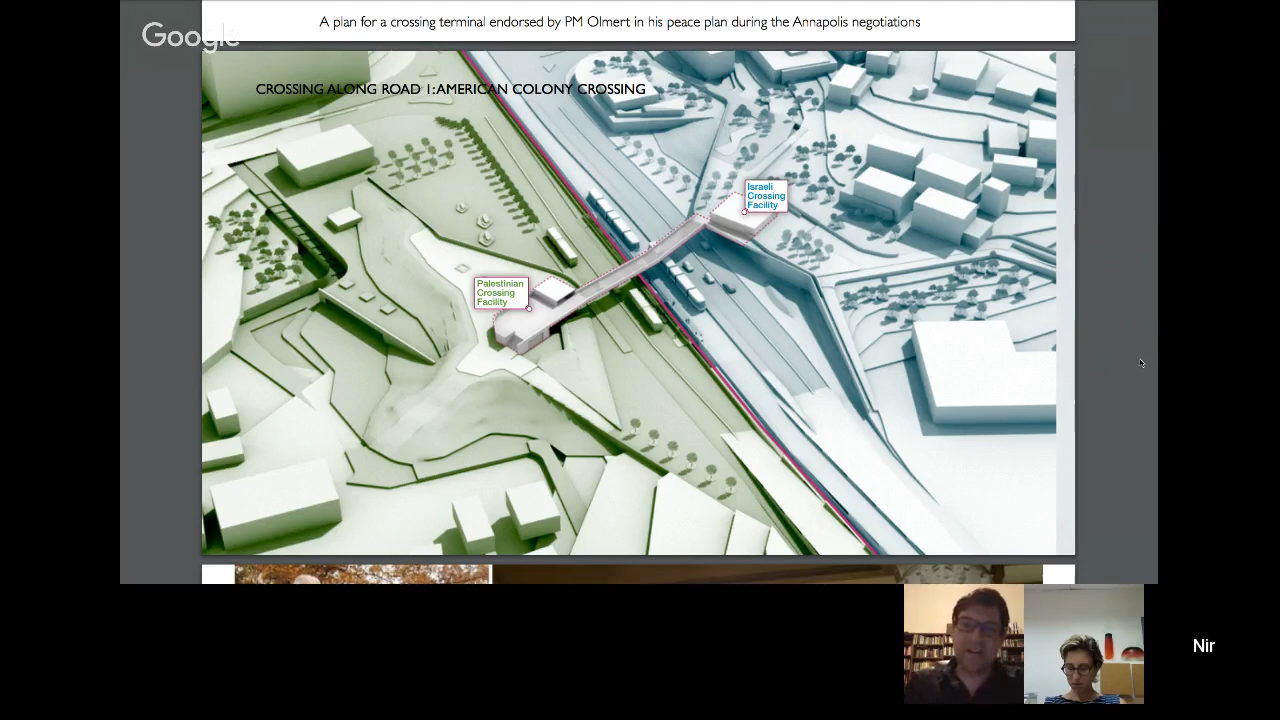 A plan for a crossing terminal endorsed by PM Olmert in his peace plan during the Annapolis negotiations
Google
CROSSING ALONG ROAD 1: AMERICAN COLONY CROSSING
Israeli
Crossing
Facility
Palestinian
Crossing
Facility
Nir